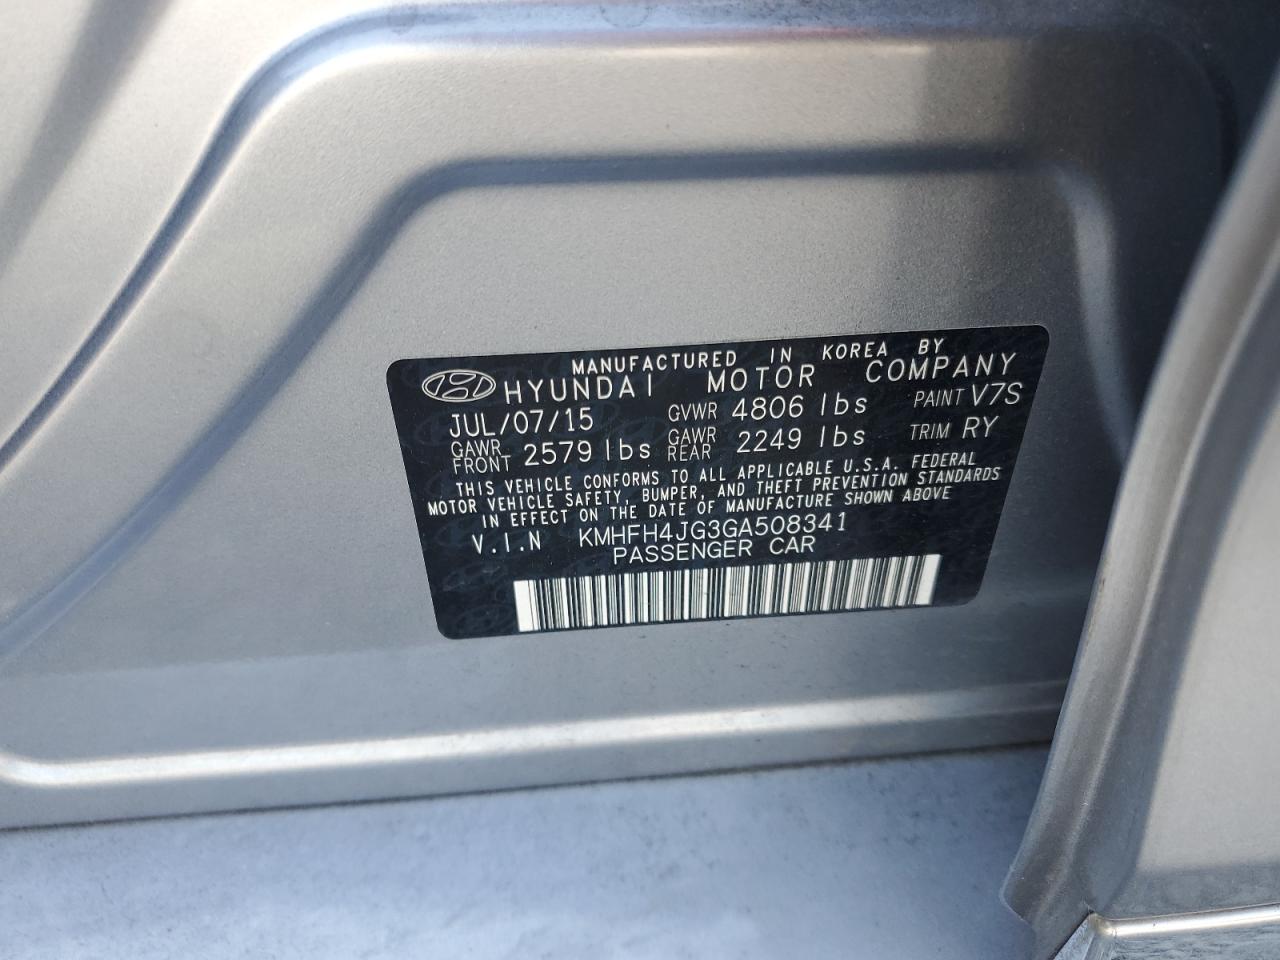 MANUFACTURED IN KOREA BY
HYUNDAI MOTOR COMPANY
JUL/07/15 GVWR 4806 lbs PAINT V7S
GAWR FRONT 2579 lbs GAWR REAR 2249 lbs TRIM RY
THIS VEHICLE CONFORMS TO ALL APPLICABLE U.S.A. FEDERAL
MOTOR VEHICLE SAFETY, BUMPER, AND THEFT PREVENTION STANDARDS
IN EFFECT ON THE DATE OF MANUFACTURE SHOWN ABOVE
V.I.N KMHFH4JG3GA508341
PASSENGER CAR